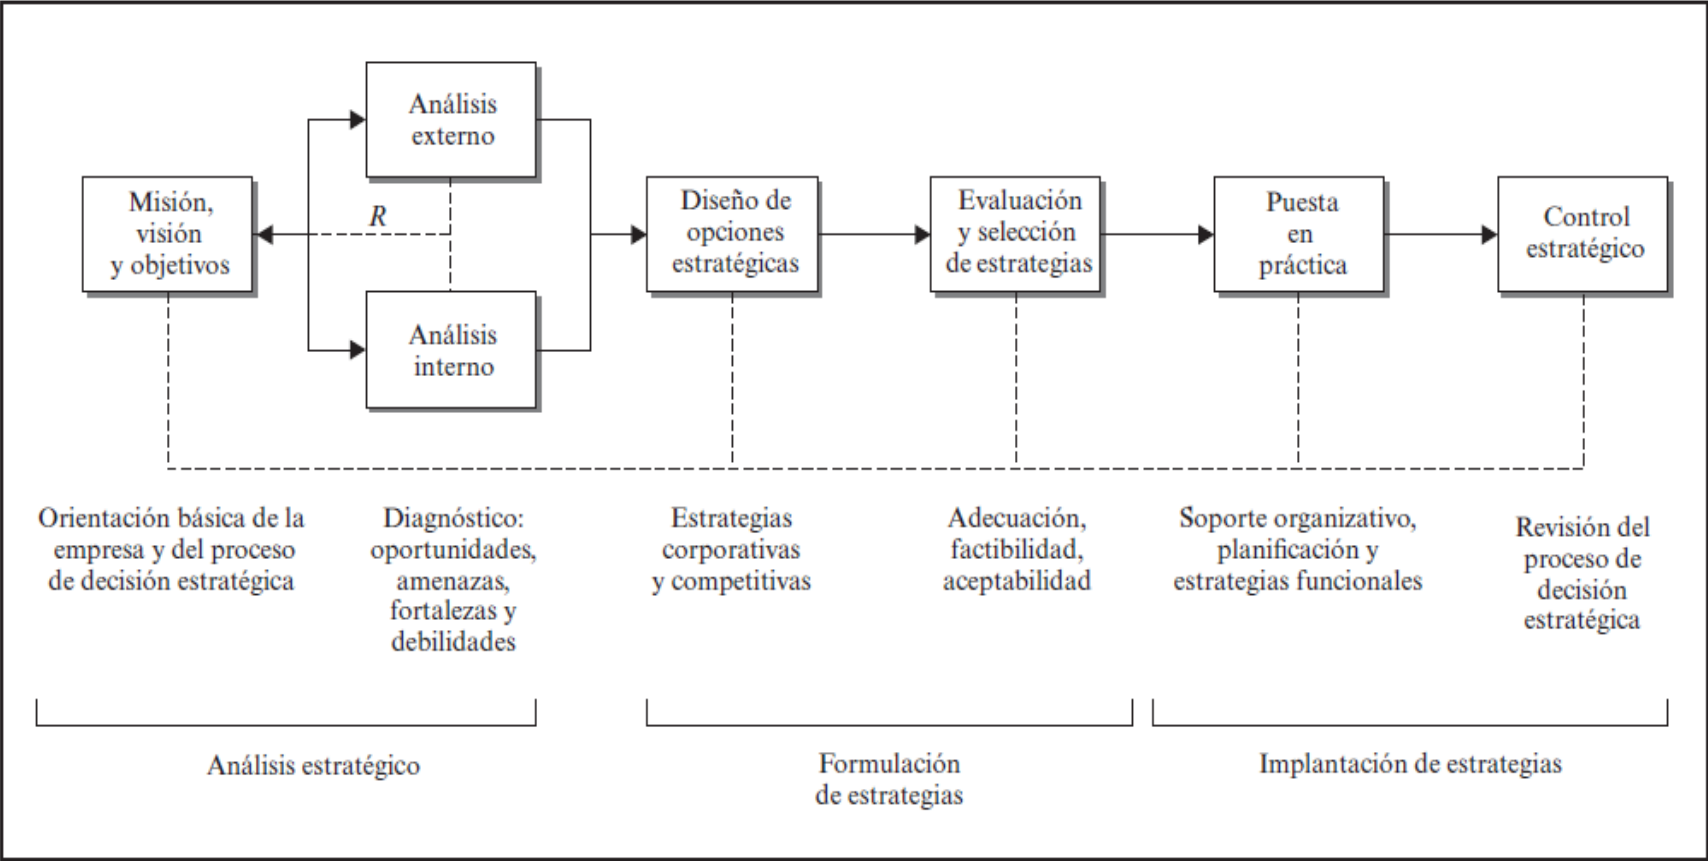 Análisis
externo
Misión,
visión
y objetivos
R
Análisis
interno
Diseño de
opciones
estratégicas
Evaluación
y selección
de estrategias
Puesta
en
práctica
Control
estratégico
Orientación básica de la
empresa y del proceso
de decisión estratégica
Diagnóstico:
oportunidades,
amenazas,
fortalezas y
debilidades
Estrategias
corporativas
y competitivas
Adecuación,
factibilidad,
aceptabilidad
Soporte organizativo,
planificación y
estrategias funcionales
Revisión del
proceso de
decisión
estratégica
Análisis estratégico
Formulación
de estrategias
Implantación de estrategias